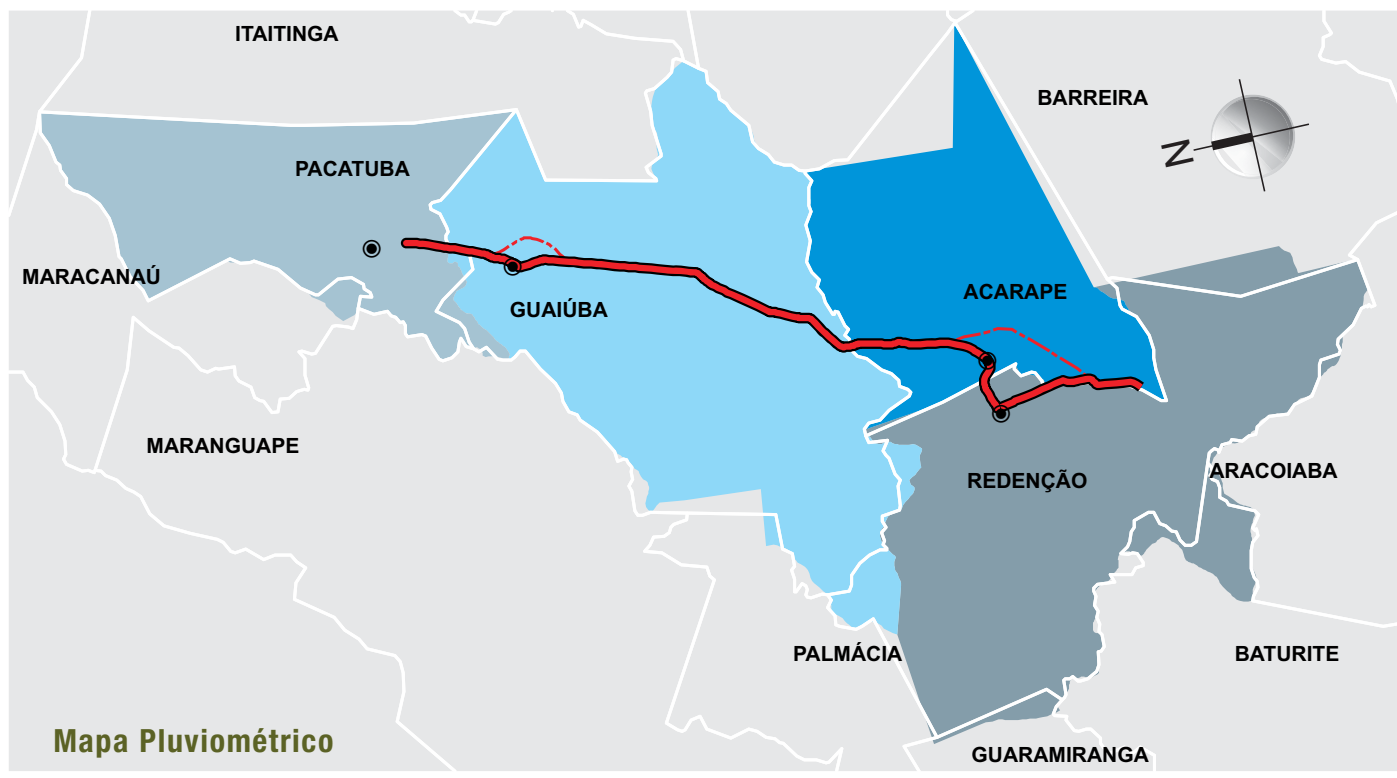 ITAITINGA
BARREIRA
N
PACATUBA
MARACANAÚ
ACARAPE
GUAIÚBA
MARANGUAPE
REDENÇÃO
ARACOIABA
PALMÁCIA
BATURITE
Mapa Pluviométrico
GUARAMIRANGA